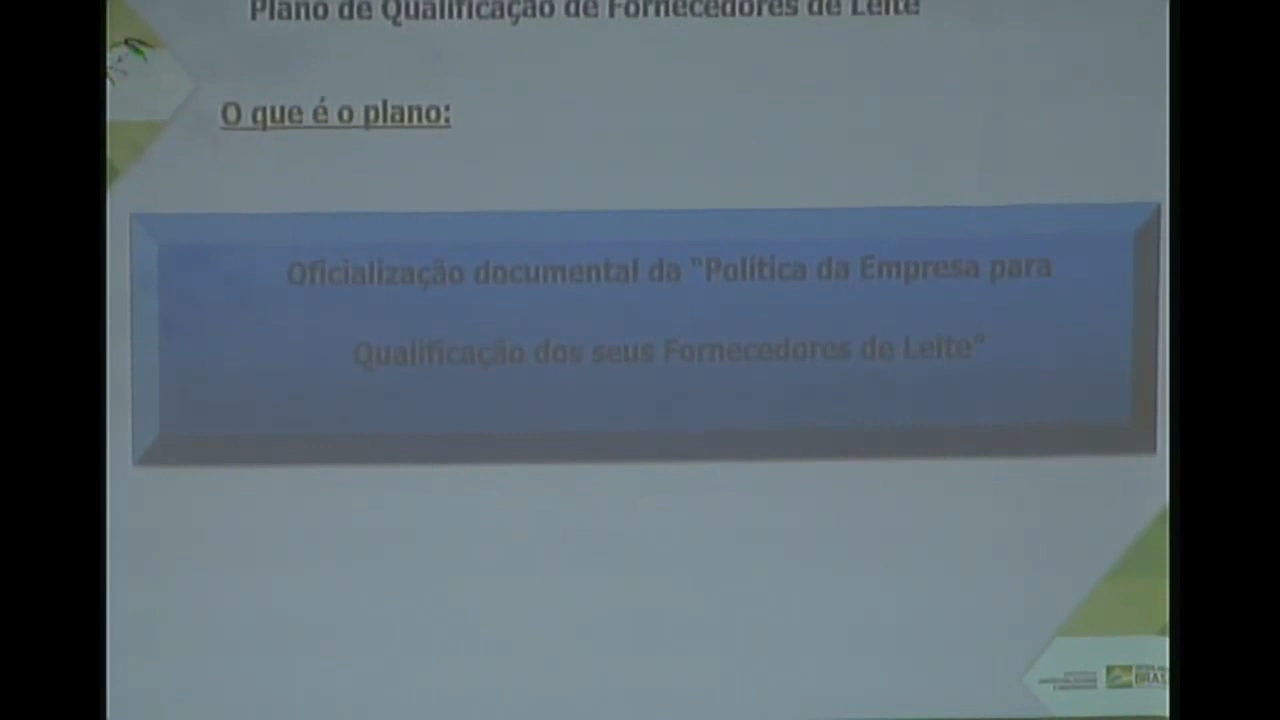 Plano de Qualificação de Fornecedores de Leite
O que é o plano:
Oficialização documental da “Política da Empresa para
Qualificação dos seus Fornecedores de Leite”